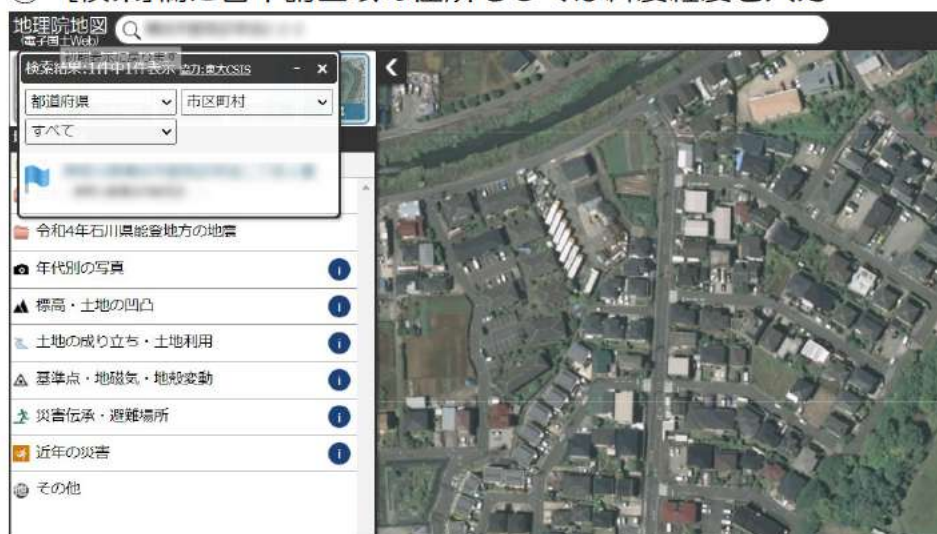 地理院地図
(電子国土Web)
検索結果:1件中1件表示 協力:東大CSIS - ×
都道府県 市区町村
すべて
令和4年石川県能登地方の地震
年代別の写真
標高・土地の凹凸
土地の成り立ち・土地利用
基準点・地磁気・地殻変動
災害伝承・避難場所
近年の災害
その他